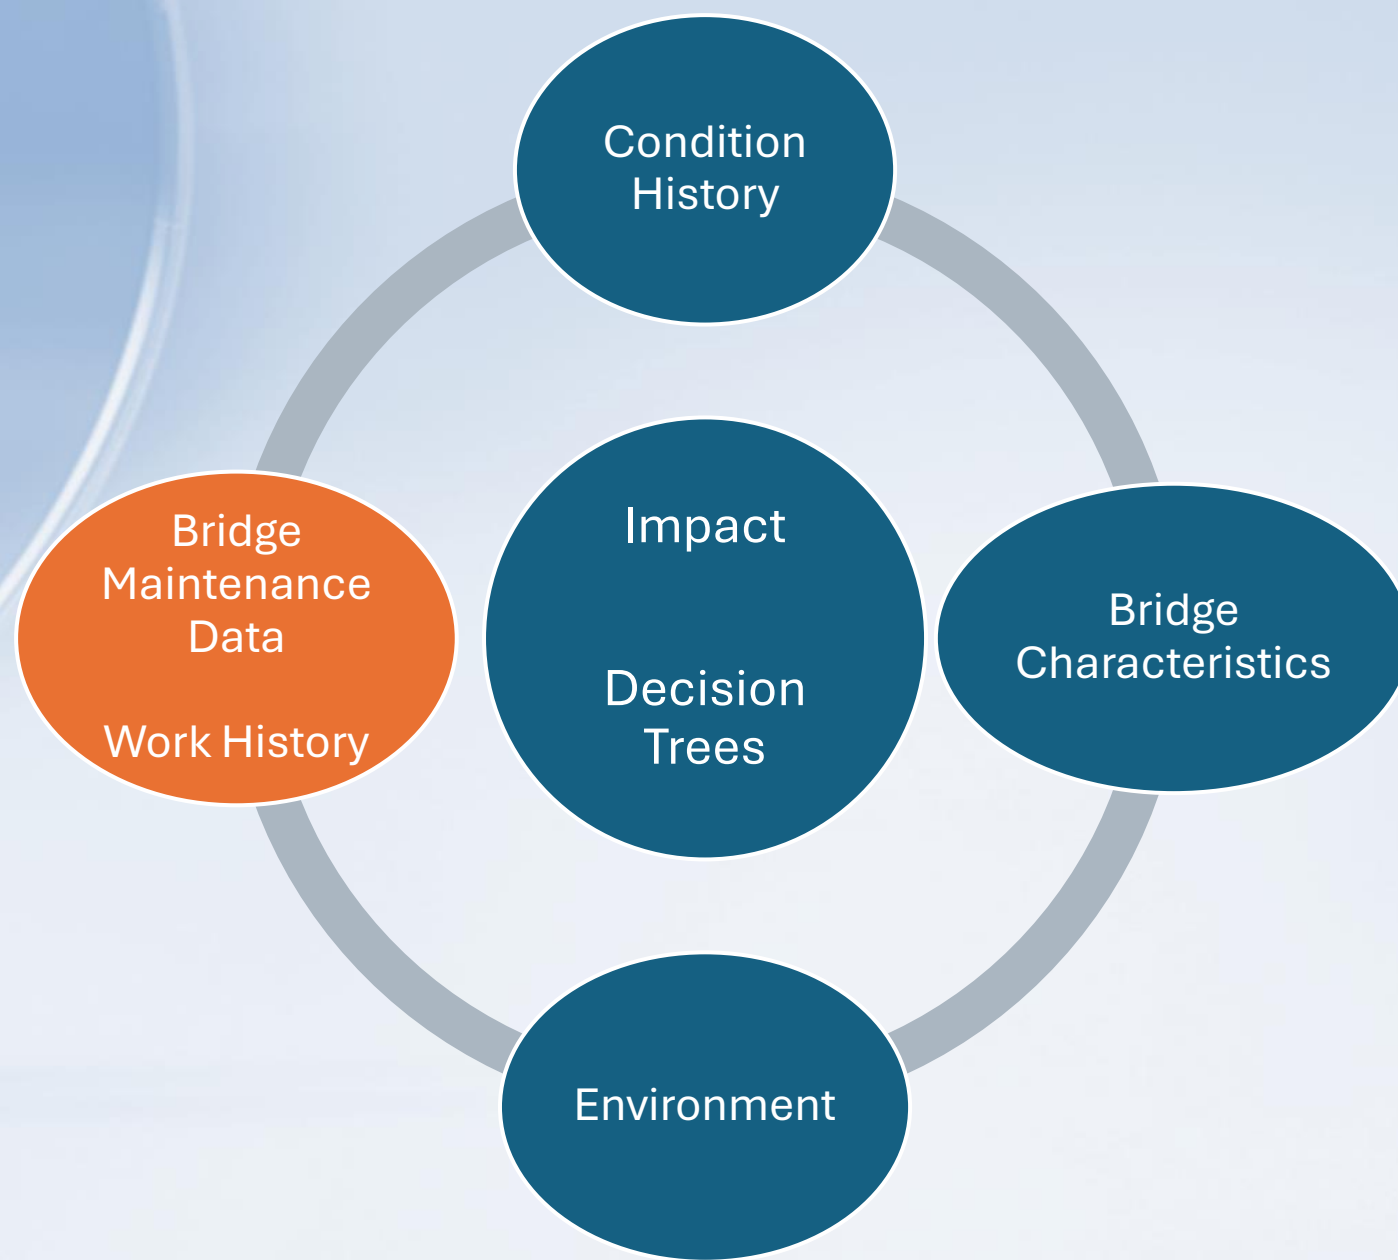 Condition
History
Bridge
Maintenance
Data
Work History
Impact
Decision
Trees
Bridge
Characteristics
Environment